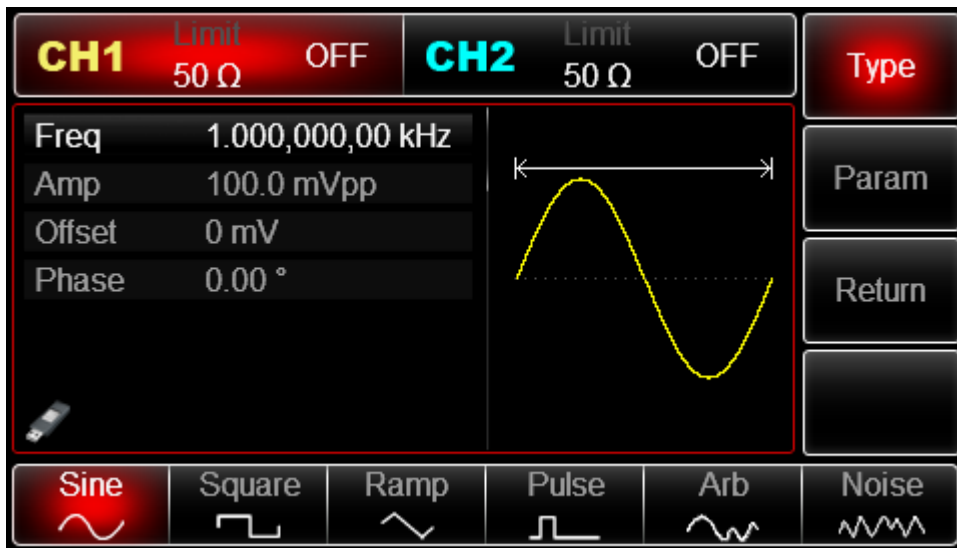 CH1 Limit 50 Ω OFF CH2 Limit 50 Ω OFF
Type
Freq 1.000,000,00 kHz
Amp 100.0 mVpp
Offset 0 mV
Phase 0.00 °
Param
Return
Sine Square Ramp Pulse Arb Noise